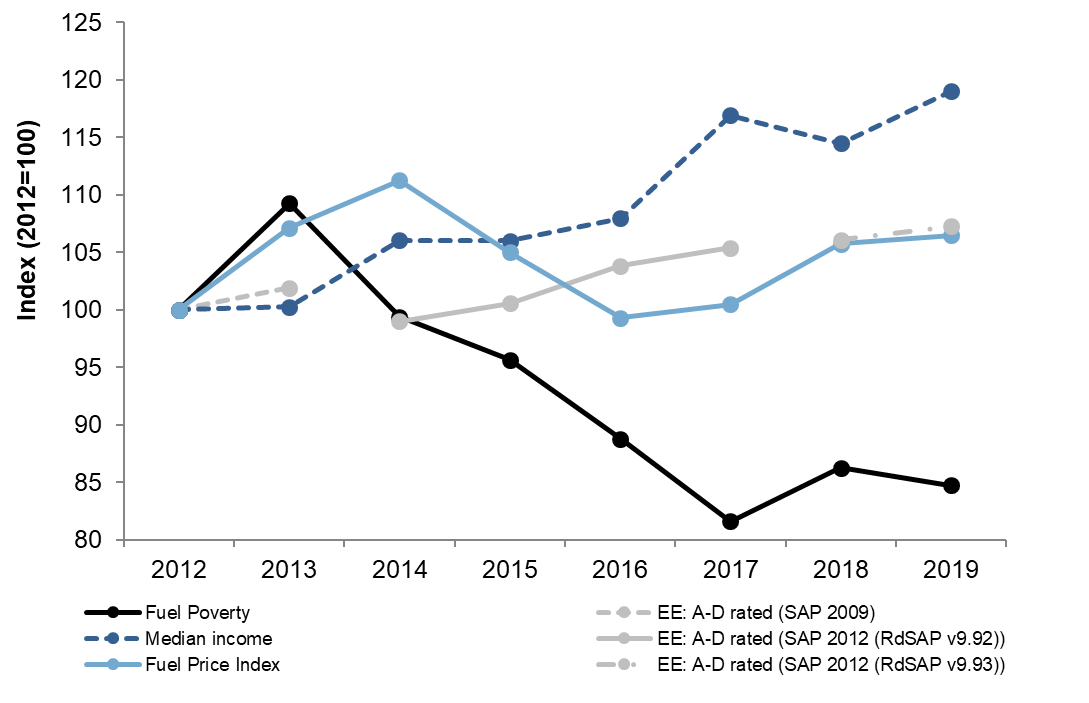 125
120
115
110
105
100
95
90
85
80
Index (2012=100)
2012 2013 2014 2015 2016 2017 2018 2019
Fuel Poverty
EE: A-D rated (SAP 2009)
Median income
EE: A-D rated (SAP 2012 (RdSAP v9.92))
Fuel Price Index
EE: A-D rated (SAP 2012 (RdSAP v9.93))